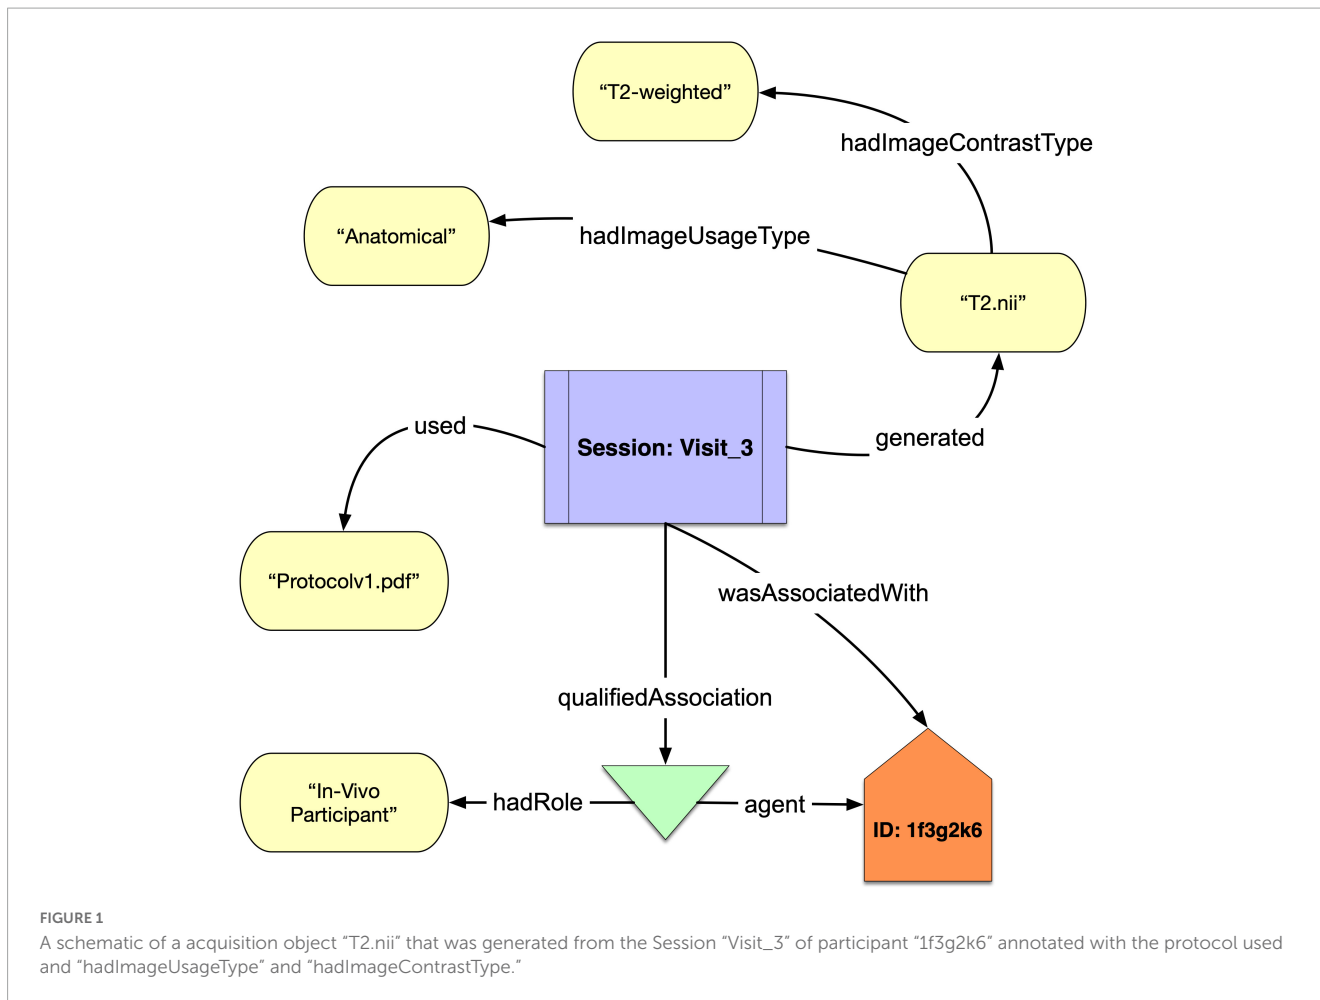 “T2-weighted”
hadImageContrastType
“Anatomical”
hadImageUsageType
“T2.nii”
used
Session: Visit_3
generated
“Protocolv1.pdf”
wasAssociatedWith
qualifiedAssociation
“In-Vivo
Participant”
hadRole
agent
ID: 1f3g2k6
FIGURE 1
A schematic of a acquisition object “T2.nii” that was generated from the Session “Visit_3” of participant “1f3g2k6” annotated with the protocol used
and “hadImageUsageType” and “hadImageContrastType.”